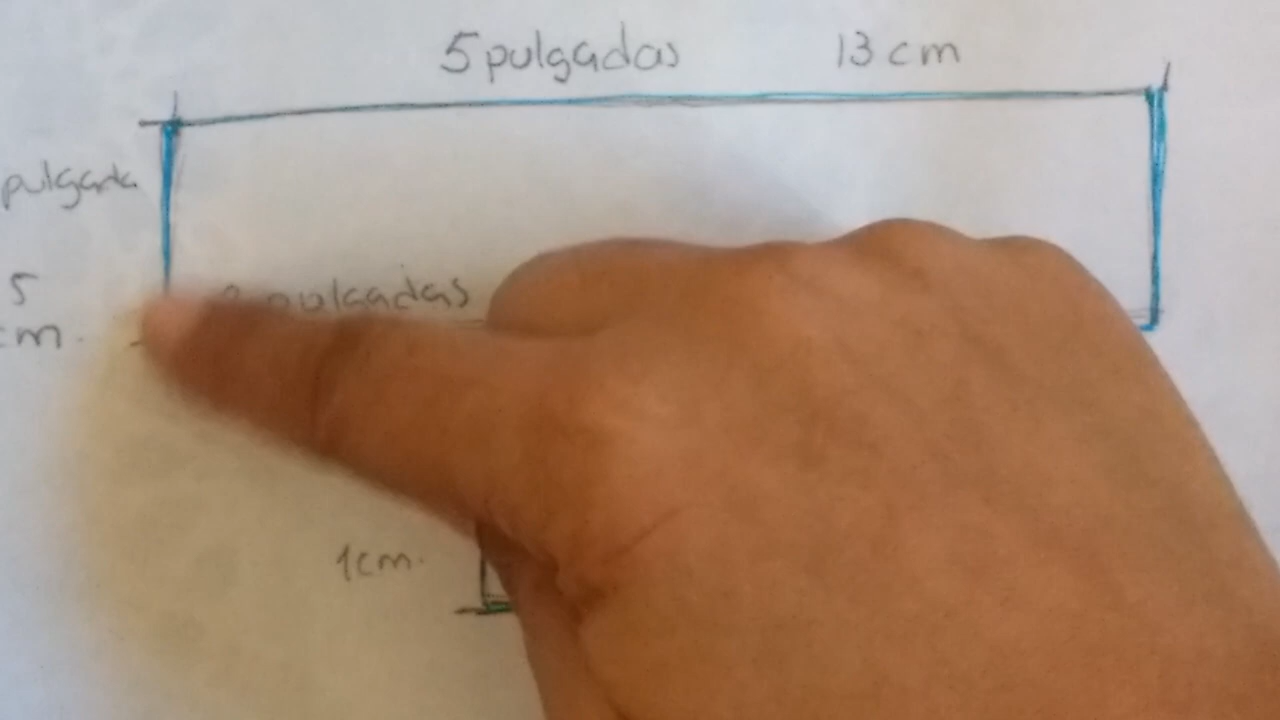 5 pulgadas 13 cm
pulgada
5
cm.
pulgadas
1cm.